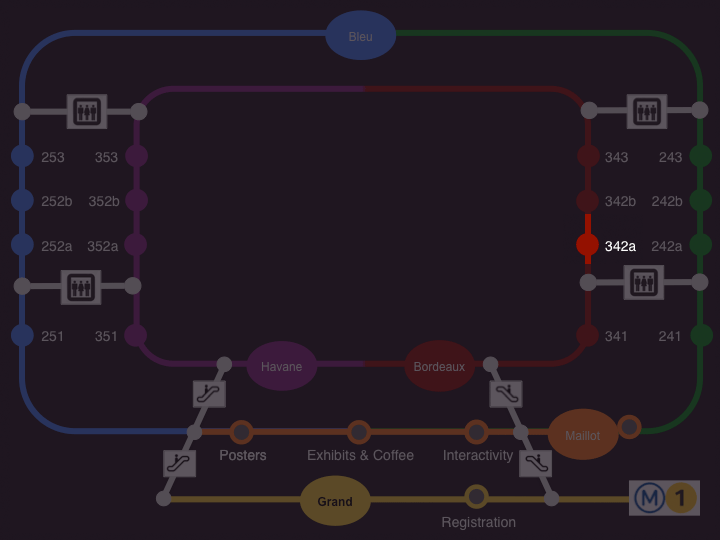 Bleu
253 353 343 243
252b 352b 342b 242b
252a 352a 342a 242a
251 351 341 241
Havane Bordeaux
Maillot
Posters Exhibits & Coffee Interactivity
Grand
M 1
Registration